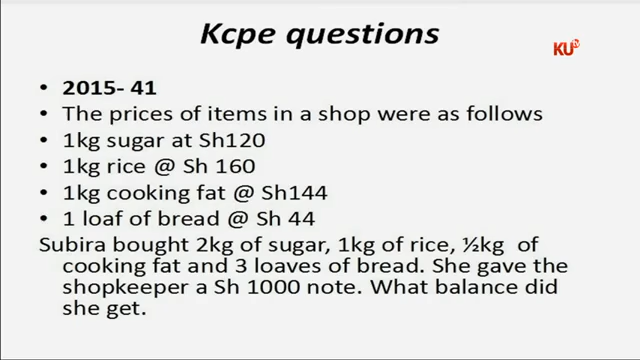 Kcpe questions
KU tv
• 2015- 41
• The prices of items in a shop were as follows
• 1kg sugar at Sh120
• 1kg rice @ Sh 160
• 1kg cooking fat @ Sh144
• 1 loaf of bread @ Sh 44
Subira bought 2kg of sugar, 1kg of rice, ½kg of
cooking fat and 3 loaves of bread. She gave the
shopkeeper a Sh 1000 note. What balance did
she get.